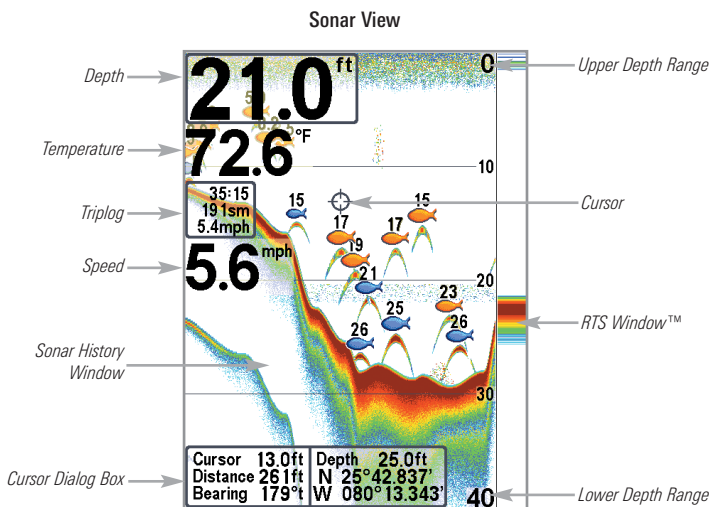 Sonar View
Depth
Temperature
Triplog
Speed
Sonar History
Window
Cursor Dialog Box
21.0 ft
72.6 °F
35:15
191sm
5.4mph
5.6 mph
0
10
20
30
40
15
17
19
21
17
15
25
26
23
26
Cursor 13.0ft
Distance 261ft
Bearing 179°t
Depth 25.0ft
N 25°42.837'
W 080°13.343'
Upper Depth Range
Cursor
RTS Window™
Lower Depth Range